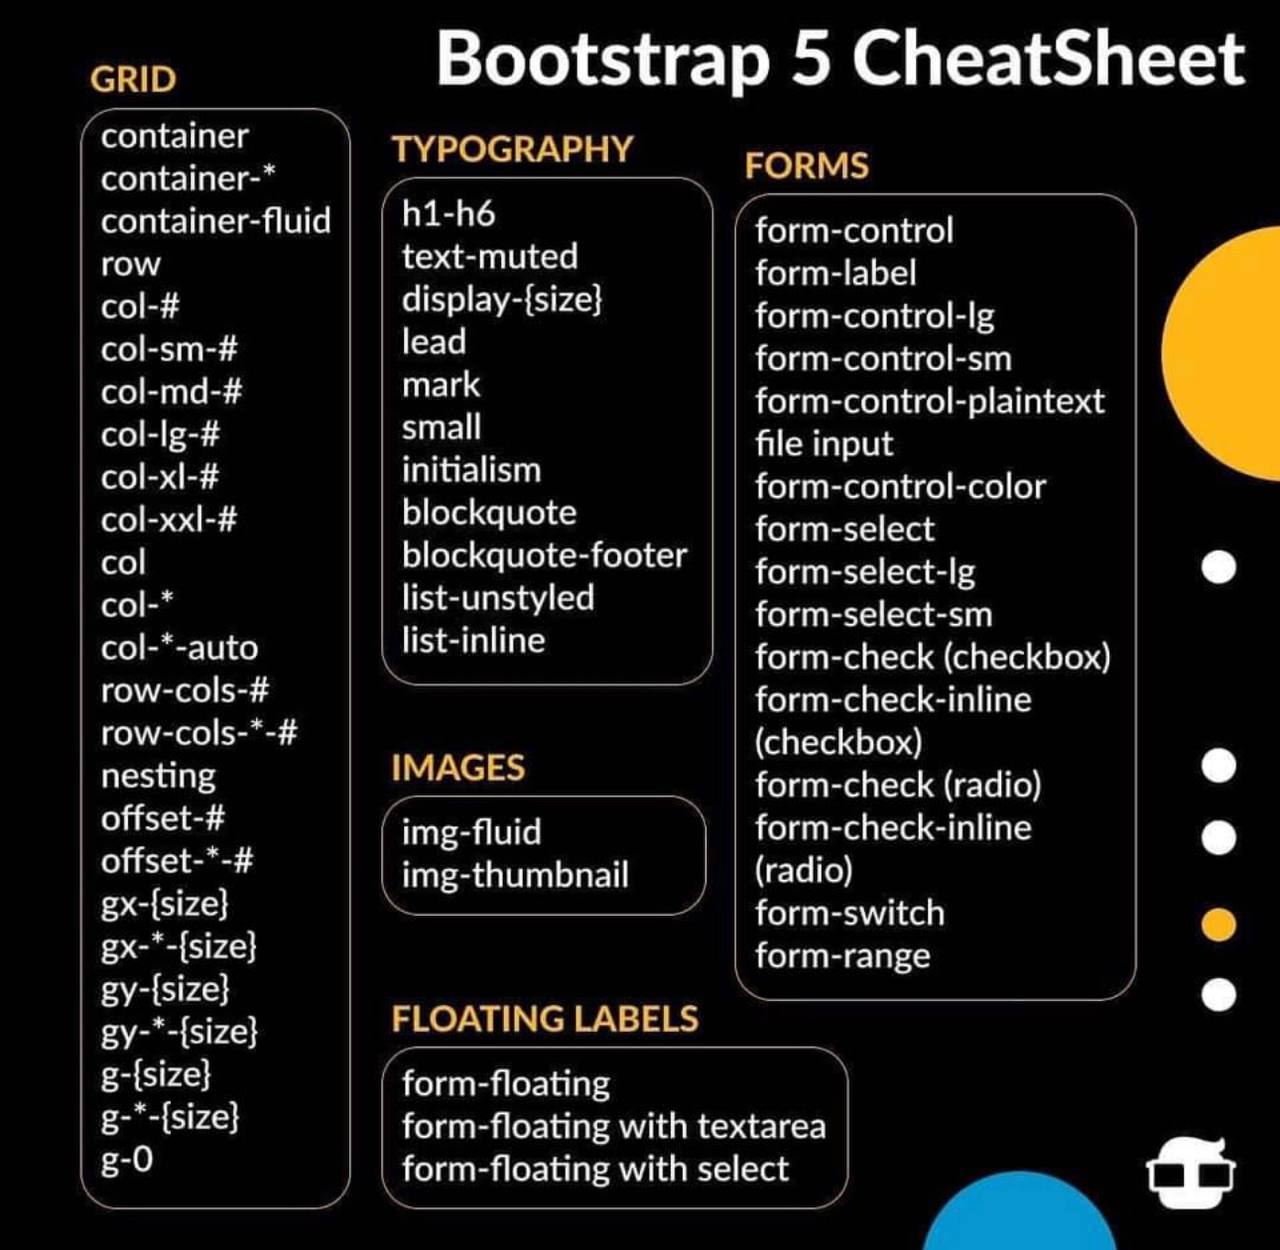 Bootstrap 5 CheatSheet
GRID
container
container-*
container-fluid
row
col-#
col-sm-#
col-md-#
col-lg-#
col-xl-#
col-xxl-#
col
col-*
col-*-auto
row-cols-#
row-cols-*-#
nesting
offset-#
offset-*-#
gx-{size}
gx-*-{size}
gy-{size}
gy-*-{size}
g-{size}
g-*-{size}
g-0
TYPOGRAPHY
h1-h6
text-muted
display-{size}
lead
mark
small
initialism
blockquote
blockquote-footer
list-unstyled
list-inline
IMAGES
img-fluid
img-thumbnail
FLOATING LABELS
form-floating
form-floating with textarea
form-floating with select
FORMS
form-control
form-label
form-control-lg
form-control-sm
form-control-plaintext
file input
form-control-color
form-select
form-select-lg
form-select-sm
form-check (checkbox)
form-check-inline
(checkbox)
form-check (radio)
form-check-inline
(radio)
form-switch
form-range